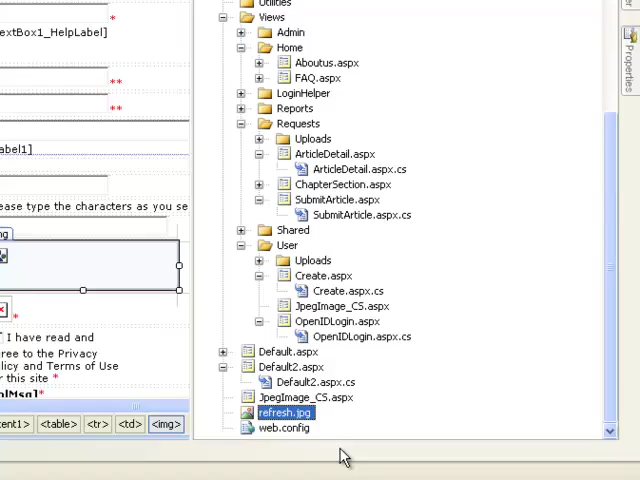 Utilities
Views
Admin
Home
Aboutus.aspx
FAQ.aspx
LoginHelper
Reports
Requests
Uploads
ArticleDetail.aspx
ArticleDetail.aspx.cs
ChapterSection.aspx
SubmitArticle.aspx
SubmitArticle.aspx.cs
Shared
User
Uploads
Create.aspx
Create.aspx.cs
JpegImage_CS.aspx
OpenIDLogin.aspx
OpenIDLogin.aspx.cs
Default.aspx
Default2.aspx
Default2.aspx.cs
JpegImage_CS.aspx
refresh.jpg
web.config
*
extBox1_HelpLabel]
**
**
abel1]
ease type the characters as you se
ng
*
I have read and
gree to the Privacy
licy and Terms of Use
r this site *
olMsg]*
tent1> <table> <tr> <td> <img>
Properties